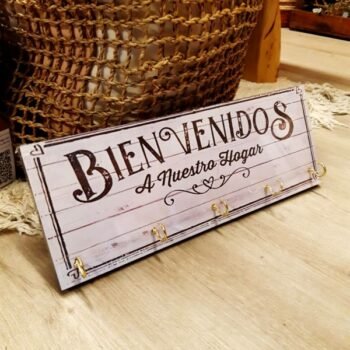 BIENVENIDOS
A Nuestro Hogar